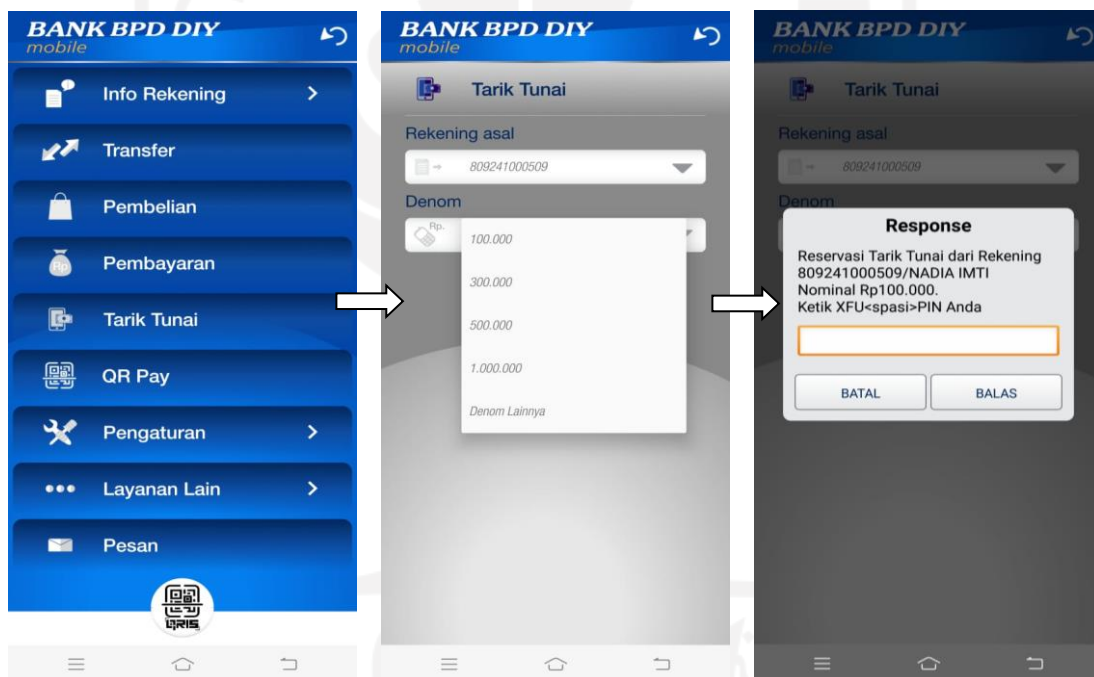 BANK BPD DIY
mobile
Info Rekening
Transfer
Pembelian
Rp
Pembayaran
Tarik Tunai
QR Pay
Pengaturan
Layanan Lain
Pesan
QRIS
BANK BPD DIY
mobile
Tarik Tunai
Rekening asal
809241000509
Denom
Rp.
100.000
300.000
500.000
1.000.000
Denom Lainnya
BANK BPD DIY
mobile
Tarik Tunai
Rekening asal
809241000509
Denom
Response
Reservasi Tarik Tunai dari Rekening
809241000509/NADIA IMTI
Nominal Rp100.000.
Ketik XFU<spasi>PIN Anda
BATAL
BALAS